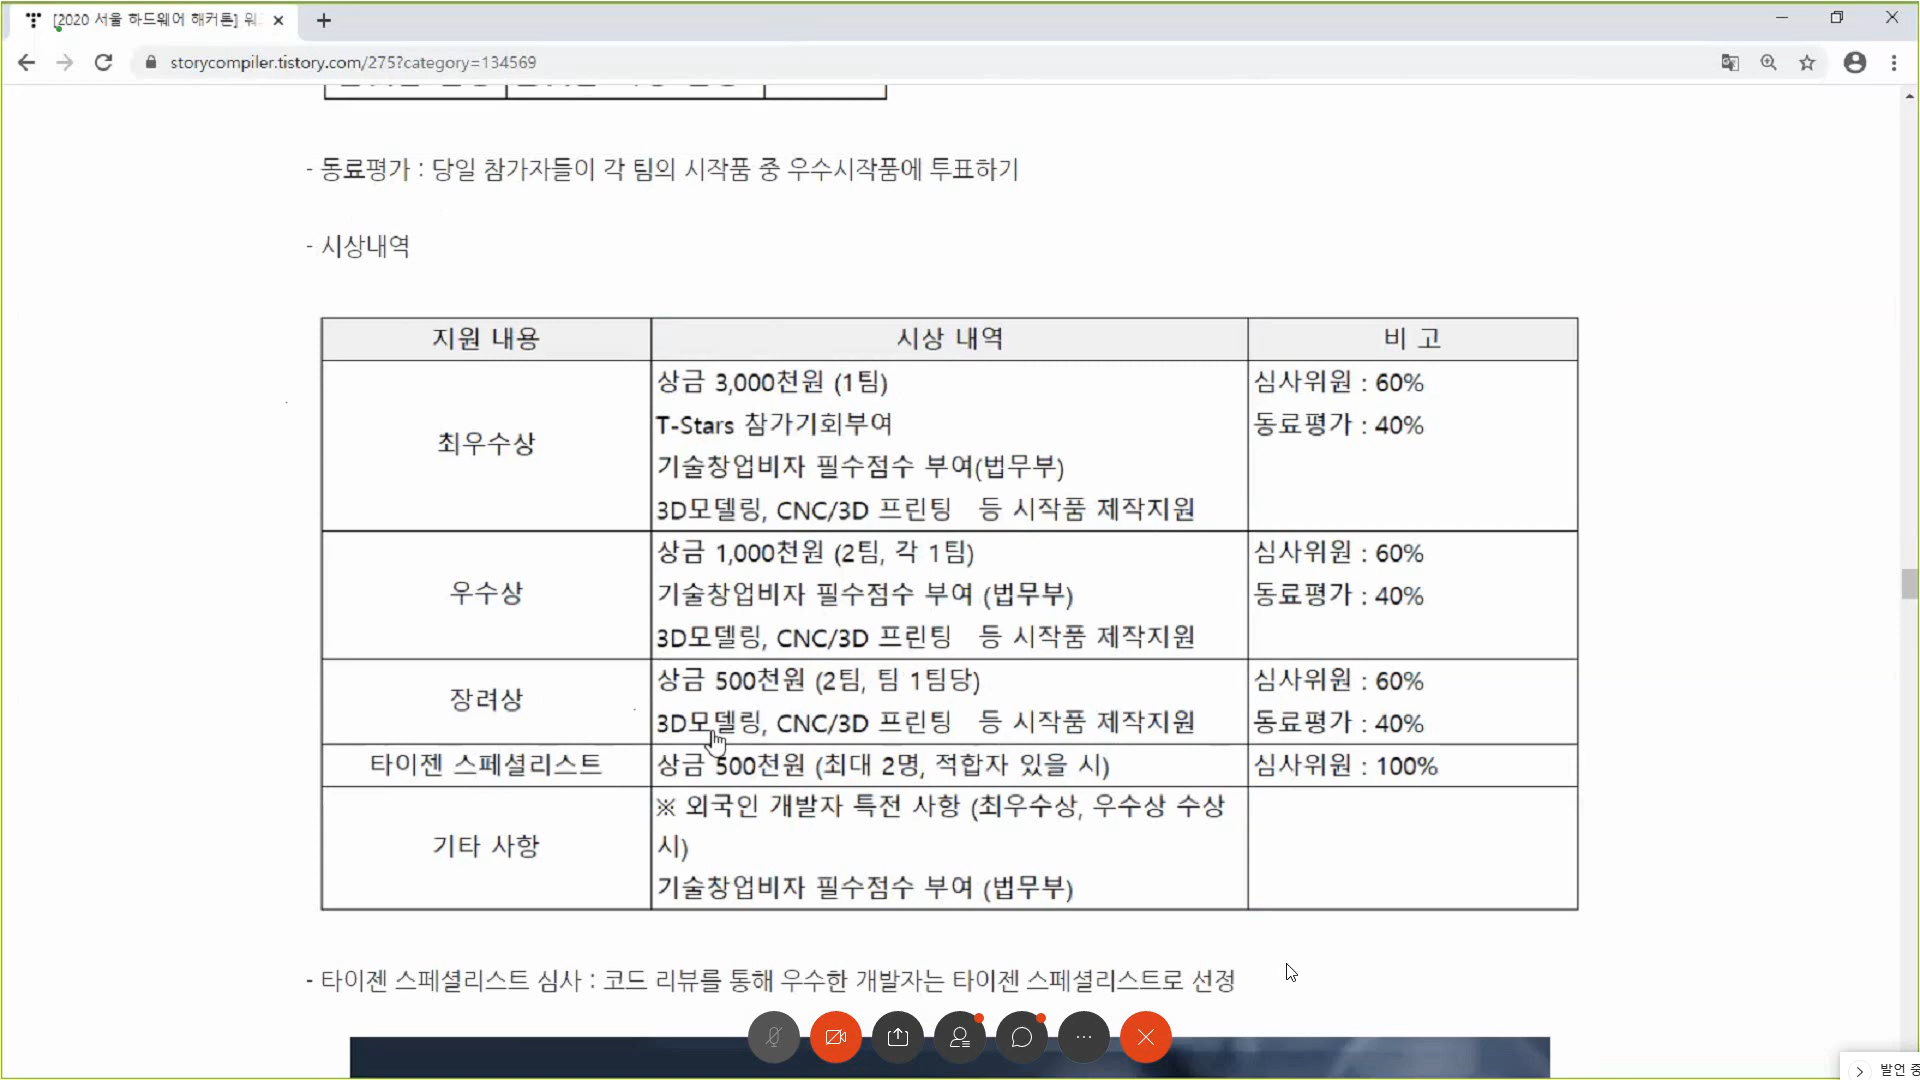 [2020 서울 하드웨어 해커톤] 워
storycompiler.tistory.com/275?category=134569
- 동료평가 : 당일 참가자들이 각 팀의 시작품 중 우수시작품에 투표하기
- 시상내역
지원 내용 시상 내역 비 고
최우수상
상금 3,000천원 (1팀)
T-Stars 참가기회부여
기술창업비자 필수점수 부여(법무부)
3D모델링, CNC/3D 프린팅 등 시작품 제작지원
심사위원 : 60%
동료평가 : 40%
우수상
상금 1,000천원 (2팀, 각 1팀)
기술창업비자 필수점수 부여 (법무부)
3D모델링, CNC/3D 프린팅 등 시작품 제작지원
심사위원 : 60%
동료평가 : 40%
장려상
상금 500천원 (2팀, 팀 1팀당)
3D모델링, CNC/3D 프린팅 등 시작품 제작지원
심사위원 : 60%
동료평가 : 40%
타이젠 스페셜리스트
상금 500천원 (최대 2명, 적합자 있을 시)
심사위원 : 100%
기타 사항
※ 외국인 개발자 특전 사항 (최우수상, 우수상 수상
시)
기술창업비자 필수점수 부여 (법무부)
- 타이젠 스페셜리스트 심사 : 코드 리뷰를 통해 우수한 개발자는 타이젠 스페셜리스트로 선정
발언 중